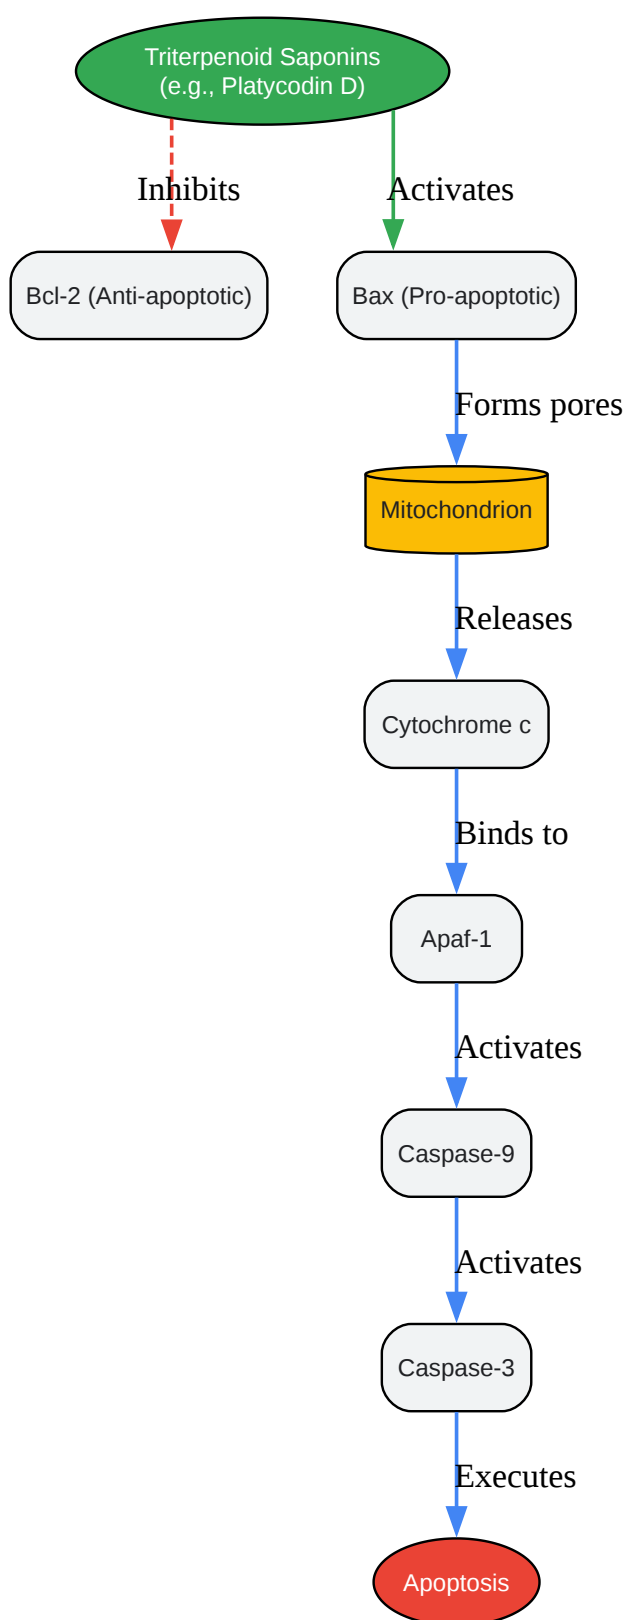 Triterpenoid Saponins
(e.g., Platycodin D)
Inhibits
Activates
Bcl-2 (Anti-apoptotic)
Bax (Pro-apoptotic)
Forms pores
Mitochondrion
Releases
Cytochrome c
Binds to
Apaf-1
Activates
Caspase-9
Activates
Caspase-3
Executes
Apoptosis